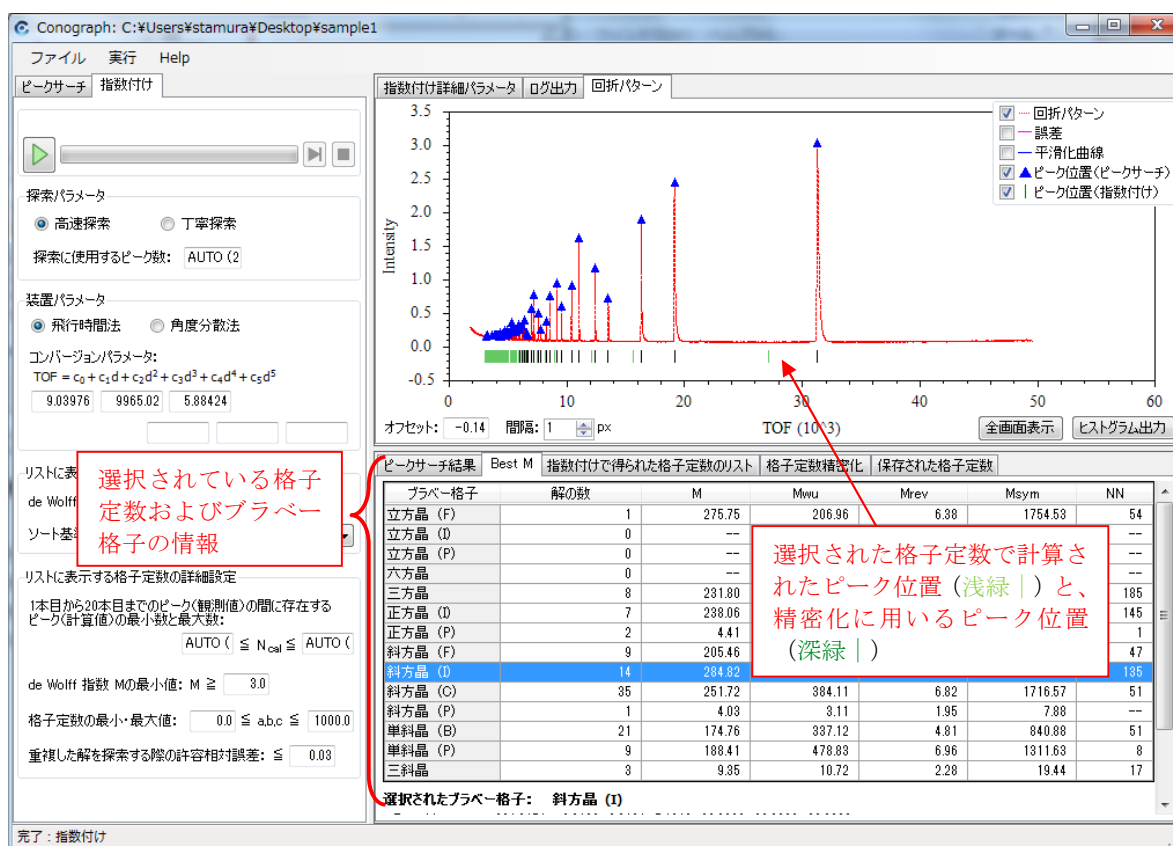 Conograph: C:¥Users¥stamura¥Desktop¥sample1
ファイル 実行 Help
ピークサーチ 指数付け
探索パラメータ
高速探索 丁寧探索
探索に使用するピーク数: AUTO (2
装置パラメータ
飛行時間法 角度分散法
コンバージョンパラメータ:
TOF = c₀ + c₁d + c₂d² + c₃d³ + c₄d⁴ + c₅d⁵
9.03976 9965.02 5.88424
リストに表
de Wolff
ソート基
リストに表示する格子定数の詳細設定
1本目から20本目までのピーク(観測値)の間に存在する
ピーク(計算値)の最小数と最大数:
AUTO ( ≦ Ncal ≦ AUTO (
de Wolff 指数 Mの最小値: M ≧ 3.0
格子定数の最小・最大値: 0.0 ≦ a,b,c ≦ 1000.0
重複した解を探索する際の許容相対誤差: ≦ 0.03
選択されている格子
定数およびブラベー
格子の情報
指数付け詳細パラメータ ログ出力 回折パターン
3.5
3.0
2.5
2.0
1.5
1.0
0.5
0.0
-0.5
Intensity
0 10 20 30 40 50 60
TOF (10^3)
回折パターン
誤差
平滑化曲線
ピーク位置(ピークサーチ)
ピーク位置(指数付け)
オフセット: -0.14 間隔: 1 px
全画面表示 ヒストグラム出力
ピークサーチ結果 Best M 指数付けで得られた格子定数のリスト 格子定数精密化 保存された格子定数
ブラベー格子 解の数 M Mwu Mrev Msym NN
立方晶 (F) 1 275.75 206.96 6.38 1754.53 54
立方晶 (I) 0 -- --
立方晶 (P) 0 -- --
六方晶 0 -- --
三方晶 8 231.80 185
正方晶 (I) 7 238.06 145
正方晶 (P) 2 4.41 1
斜方晶 (F) 9 205.46 47
斜方晶 (I) 14 284.82 135
斜方晶 (C) 35 251.72 384.11 6.82 1716.57 51
斜方晶 (P) 1 4.03 3.11 1.95 7.88 --
単斜晶 (B) 21 174.76 337.12 4.81 840.88 51
単斜晶 (P) 9 188.41 478.83 6.96 1311.63 8
三斜晶 3 9.35 10.72 2.28 19.44 17
選択された格子定数で計算さ
れたピーク位置（浅緑｜）と、
精密化に用いるピーク位置
（深緑｜）
選択されたブラベー格子: 斜方晶 (I)
完了 : 指数付け